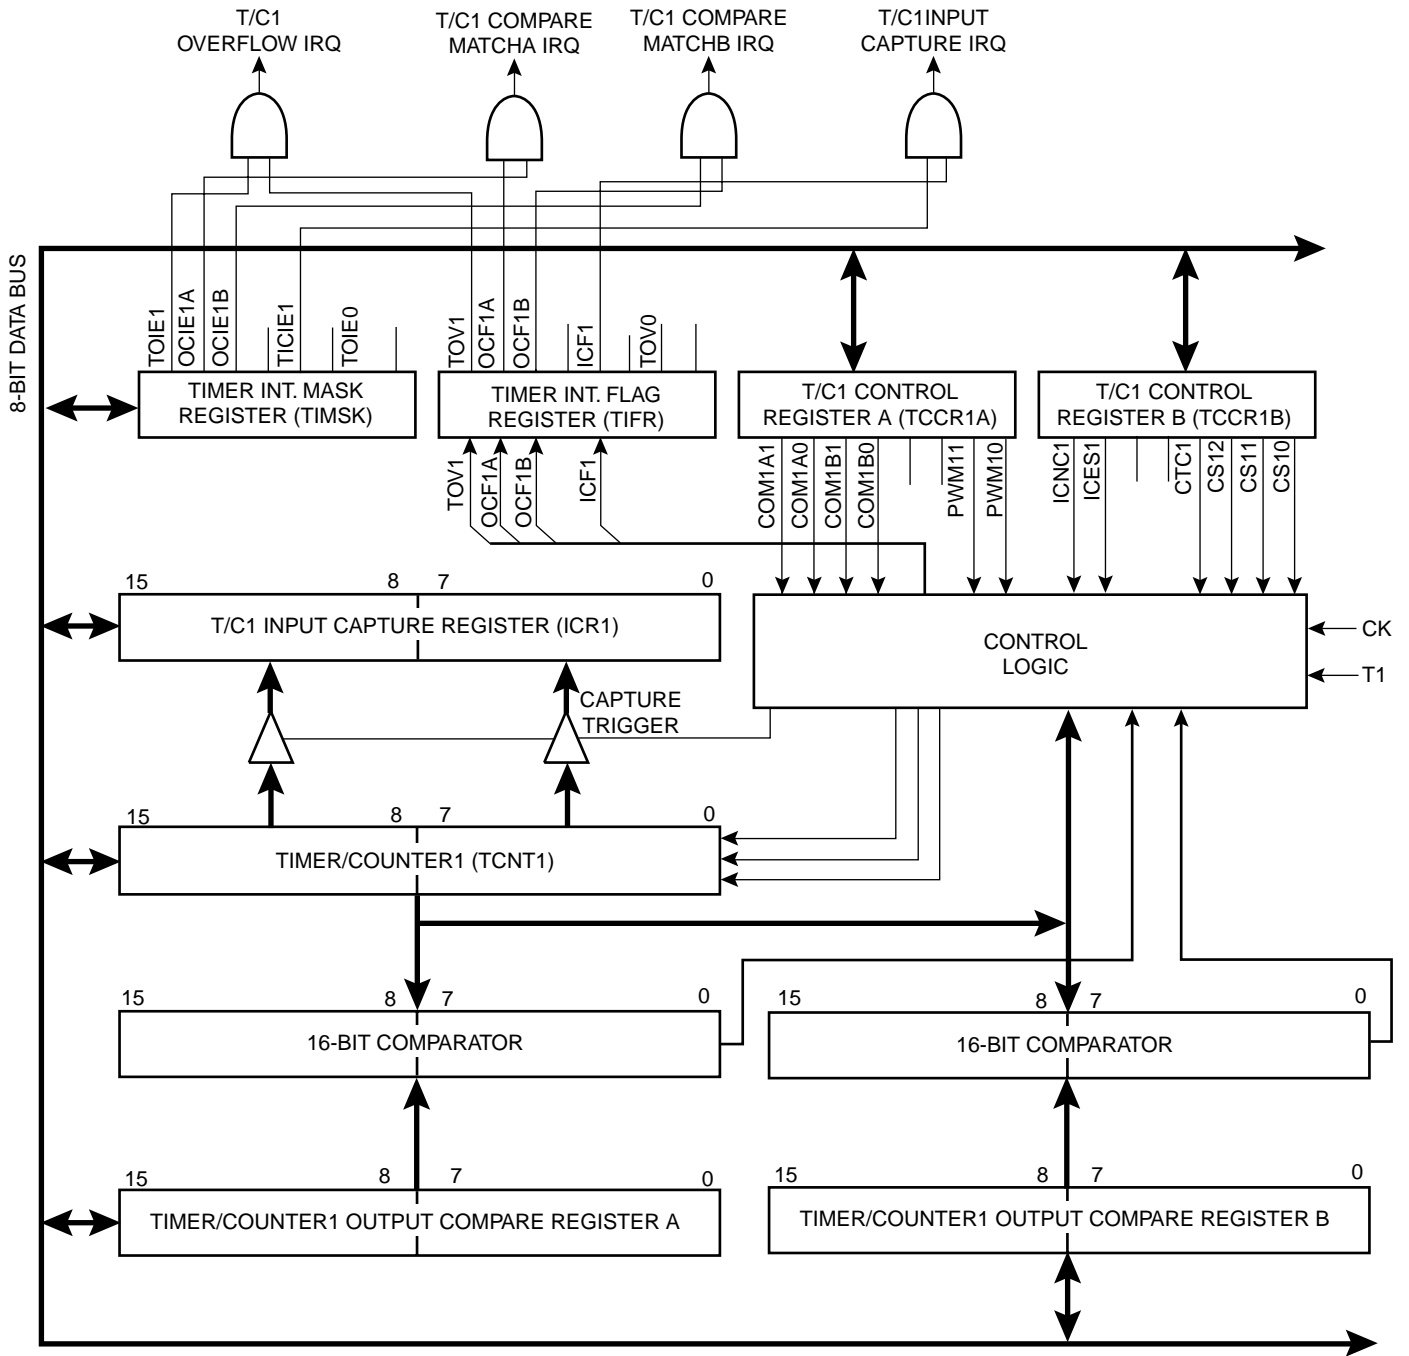 T/C1
OVERFLOW IRQ
T/C1 COMPARE
MATCHA IRQ
T/C1 COMPARE
MATCHB IRQ
T/C1INPUT
CAPTURE IRQ
8-BIT DATA BUS
TOIE1
OCIE1A
OCIE1B
TICIE1
TOIE0
TOV1
OCF1A
OCF1B
ICF1
TOV0
TIMER INT. MASK
REGISTER (TIMSK)
TIMER INT. FLAG
REGISTER (TIFR)
T/C1 CONTROL
REGISTER A (TCCR1A)
T/C1 CONTROL
REGISTER B (TCCR1B)
TOV1
OCF1A
OCF1B
ICF1
COM1A1
COM1A0
COM1B1
COM1B0
PWM11
PWM10
ICNC1
ICES1
CTC1
CS12
CS11
CS10
15 8 7 0
T/C1 INPUT CAPTURE REGISTER (ICR1)
CONTROL
LOGIC
CK
T1
CAPTURE
TRIGGER
15 8 7 0
TIMER/COUNTER1 (TCNT1)
15 8 7 0
16-BIT COMPARATOR
15 8 7 0
16-BIT COMPARATOR
15 8 7 0
TIMER/COUNTER1 OUTPUT COMPARE REGISTER A
15 8 7 0
TIMER/COUNTER1 OUTPUT COMPARE REGISTER B